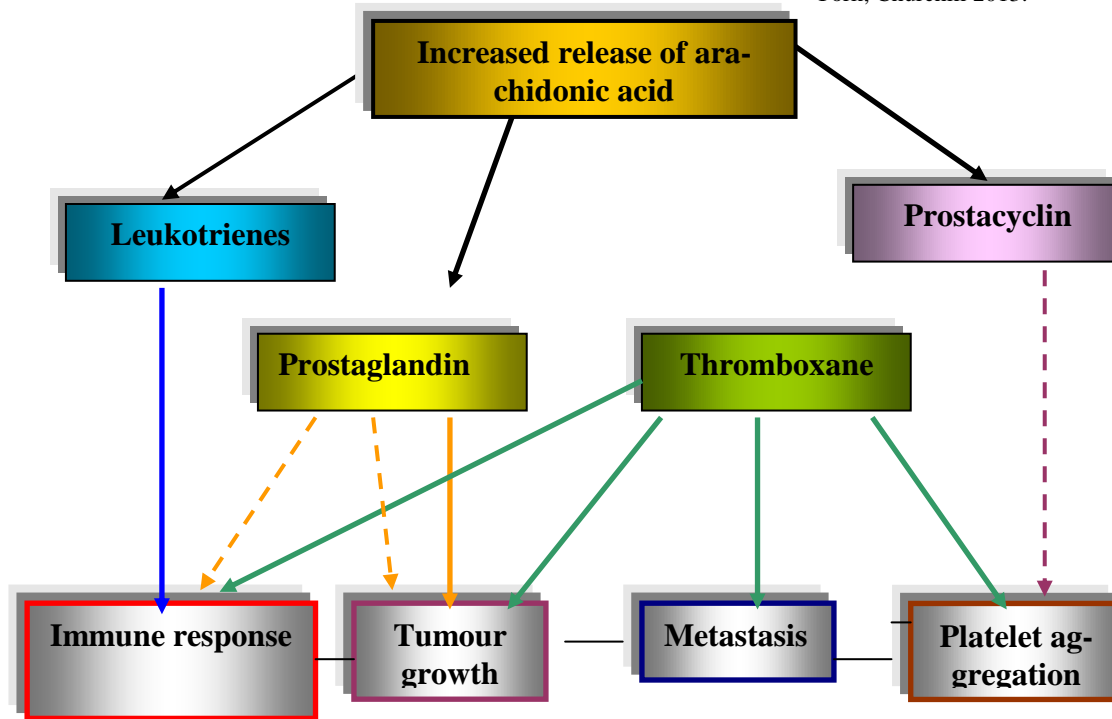 Increased release of ara-
chidonic acid
Leukotrienes
Prostacyclin
Prostaglandin
Thromboxane
Immune response
Tumour
growth
Metastasis
Platelet ag-
gregation